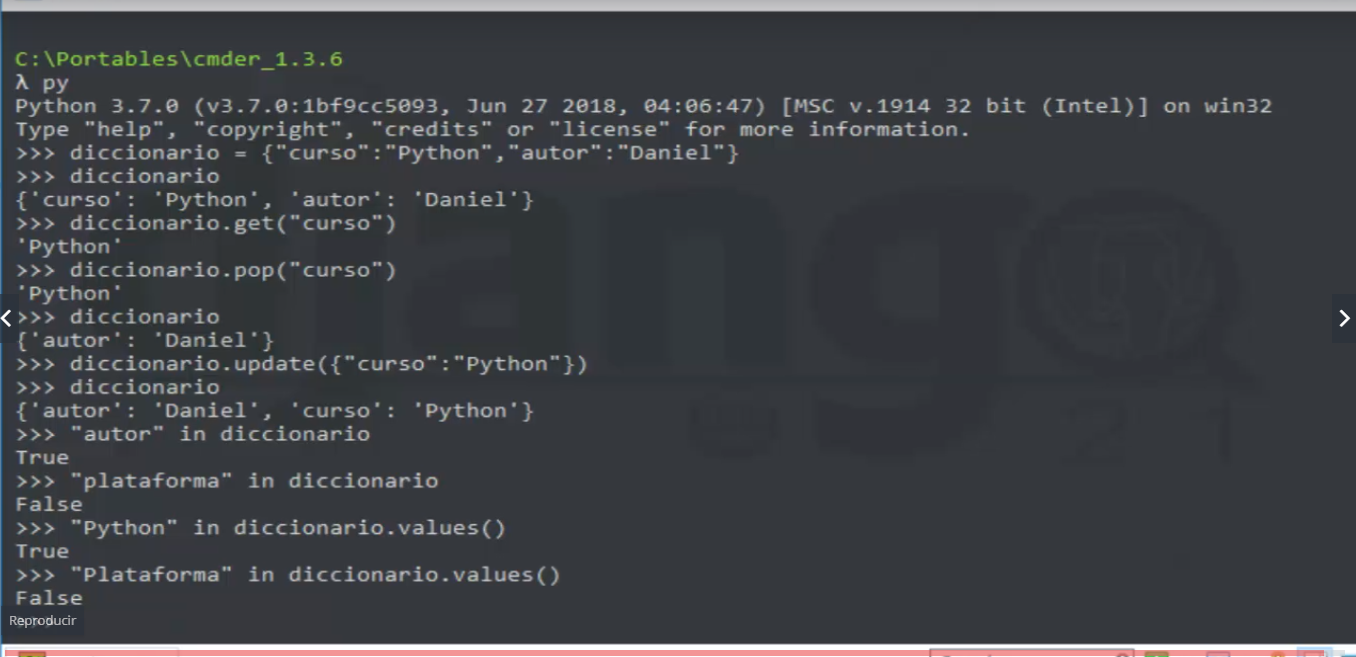 C:\Portables\cmder_1.3.6
λ py
Python 3.7.0 (v3.7.0:1bf9cc5093, Jun 27 2018, 04:06:47) [MSC v.1914 32 bit (Intel)] on win32
Type "help", "copyright", "credits" or "license" for more information.
>>> diccionario = {"curso":"Python","autor":"Daniel"}
>>> diccionario
{'curso': 'Python', 'autor': 'Daniel'}
>>> diccionario.get("curso")
'Python'
>>> diccionario.pop("curso")
'Python'
>>> diccionario
{'autor': 'Daniel'}
>>> diccionario.update({"curso":"Python"})
>>> diccionario
{'autor': 'Daniel', 'curso': 'Python'}
>>> "autor" in diccionario
True
>>> "plataforma" in diccionario
False
>>> "Python" in diccionario.values()
True
>>> "Plataforma" in diccionario.values()
False
Reproducir